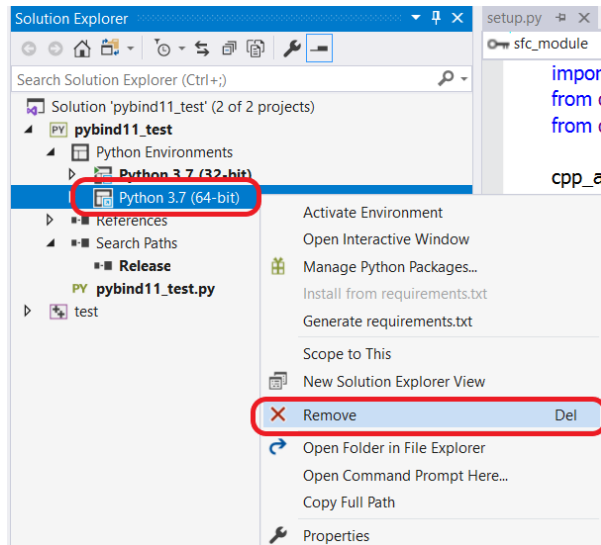 Solution Explorer
setup.py
sfc_module
Search Solution Explorer (Ctrl+;)
Solution 'pybind11_test' (2 of 2 projects)
PY pybind11_test
Python Environments
Python 3.7 (32-bit)
Python 3.7 (64-bit)
References
Search Paths
Release
PY pybind11_test.py
test
from
from
Activate Environment
Open Interactive Window
Manage Python Packages...
Install from requirements.txt
Generate requirements.txt
Scope to This
New Solution Explorer View
Remove Del
Open Folder in File Explorer
Open Command Prompt Here...
Copy Full Path
Properties